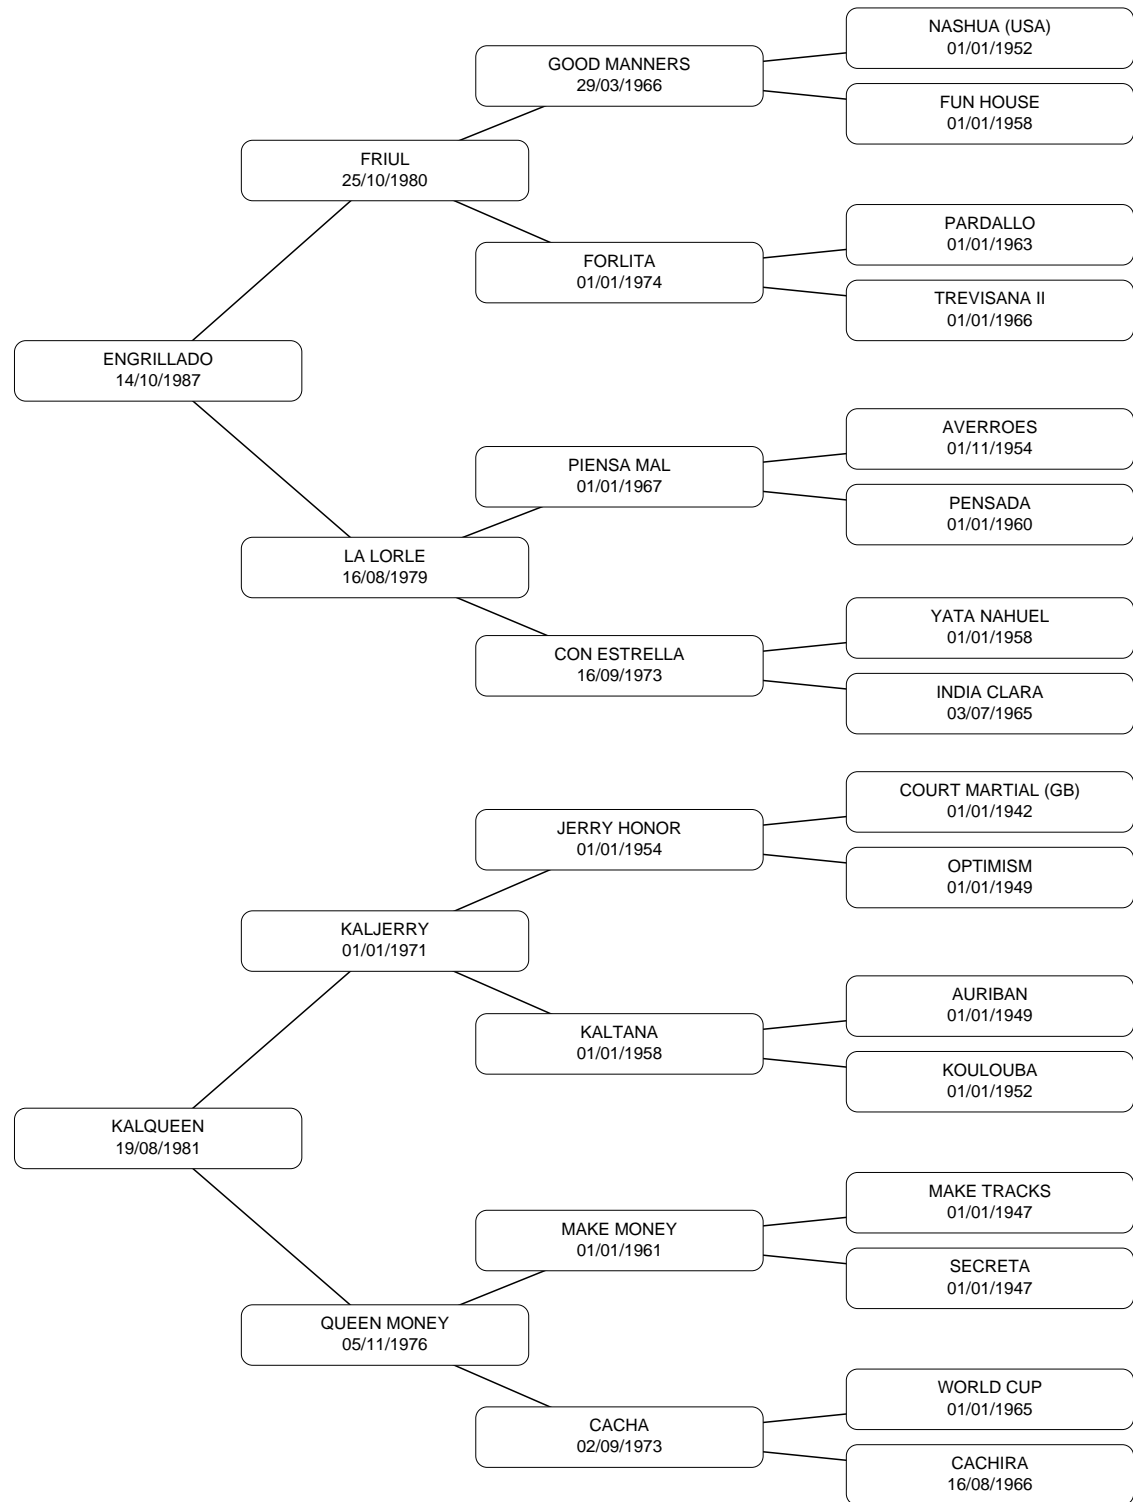 NASHUA (USA)
01/01/1952
GOOD MANNERS
29/03/1966
FUN HOUSE
01/01/1958
FRIUL
25/10/1980
PARDALLO
01/01/1963
FORLITA
01/01/1974
TREVISANA II
01/01/1966
ENGRILLADO
14/10/1987
AVERROES
01/11/1954
PIENSA MAL
01/01/1967
PENSADA
01/01/1960
LA LORLE
16/08/1979
YATA NAHUEL
01/01/1958
CON ESTRELLA
16/09/1973
INDIA CLARA
03/07/1965
COURT MARTIAL (GB)
01/01/1942
JERRY HONOR
01/01/1954
OPTIMISM
01/01/1949
KALJERRY
01/01/1971
AURIBAN
01/01/1949
KALTANA
01/01/1958
KOULOUBA
01/01/1952
KALQUEEN
19/08/1981
MAKE TRACKS
01/01/1947
MAKE MONEY
01/01/1961
SECRETA
01/01/1947
QUEEN MONEY
05/11/1976
WORLD CUP
01/01/1965
CACHA
02/09/1973
CACHIRA
16/08/1966